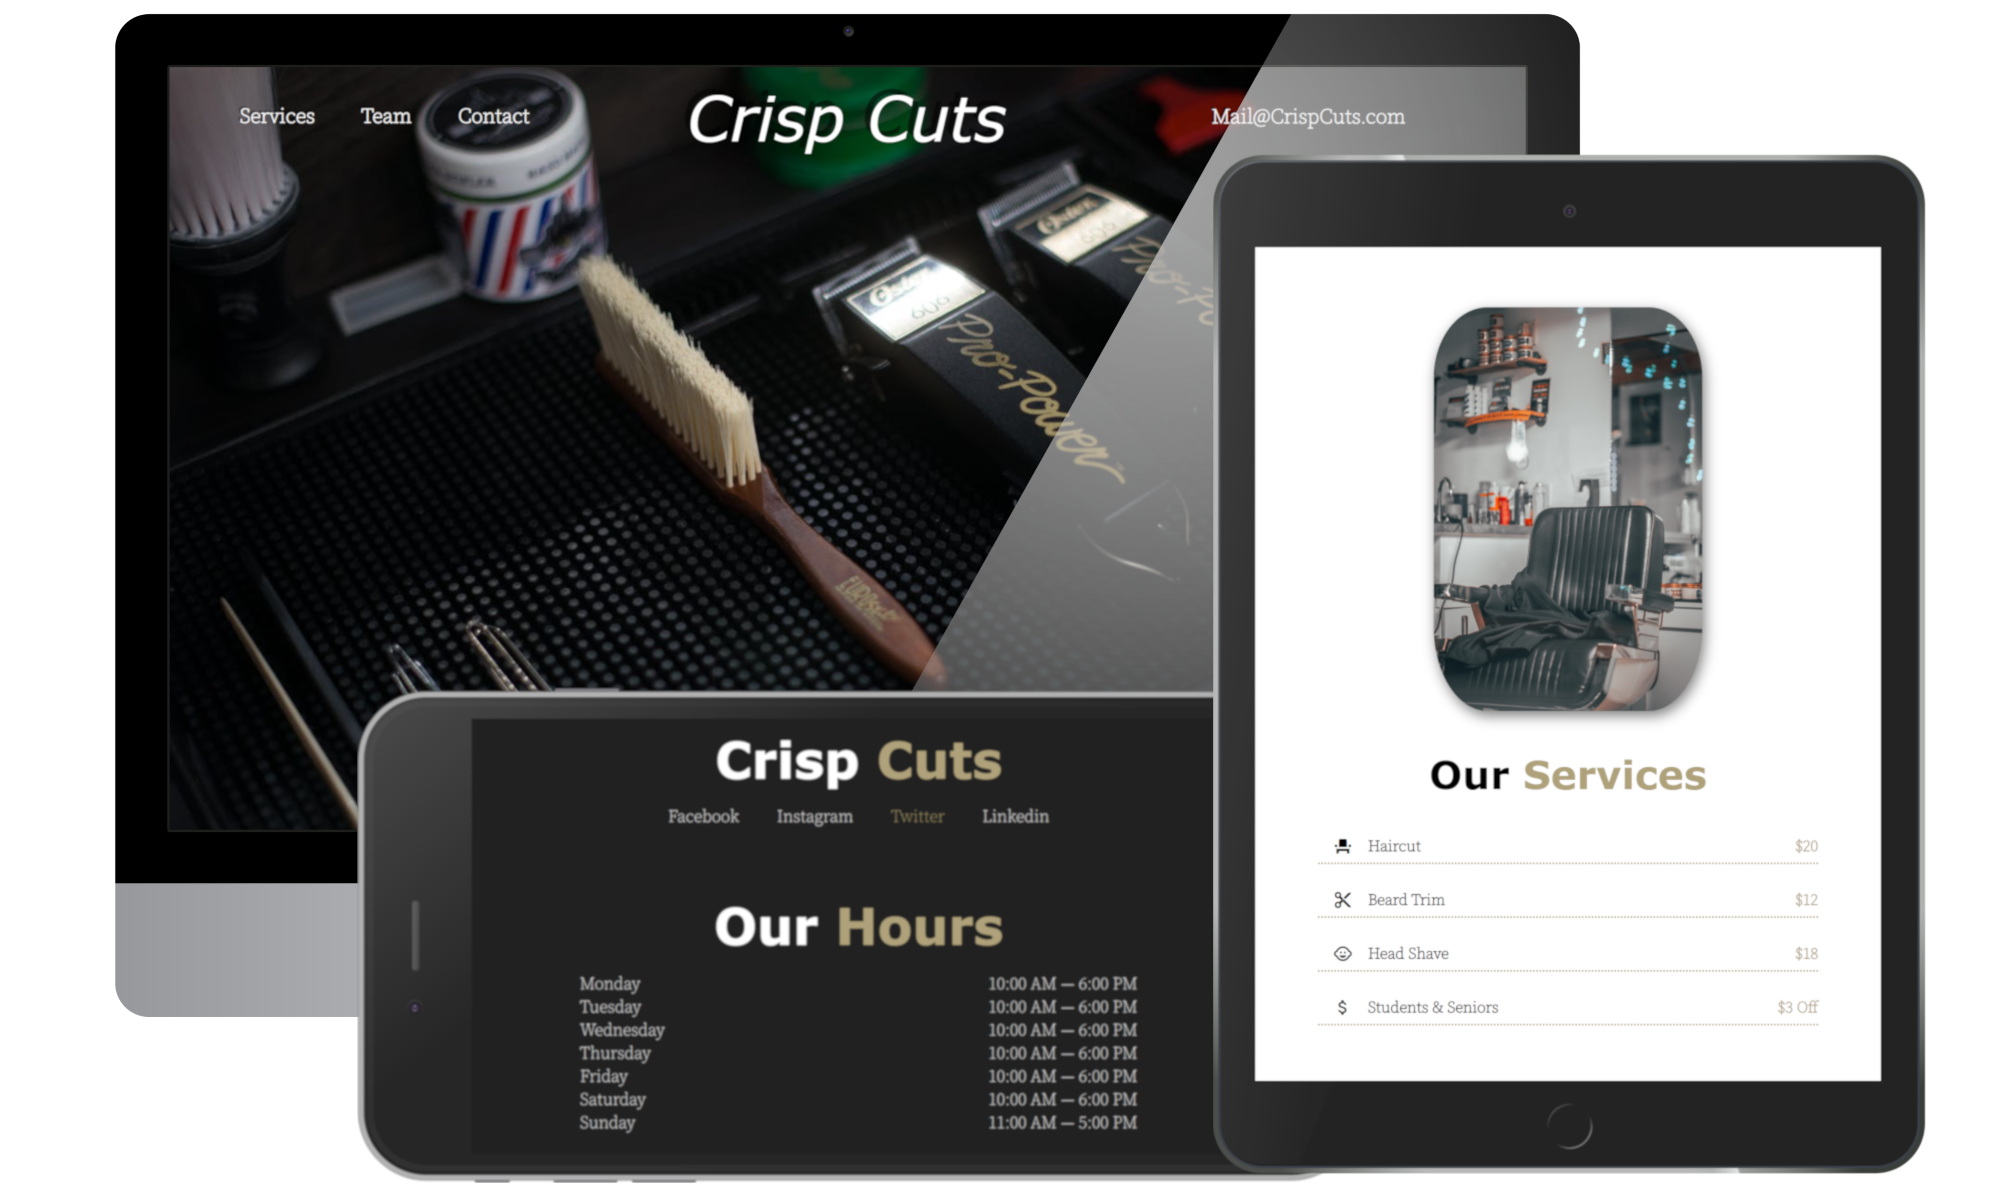 Services Team Contact
Crisp Cuts
Mail@CrispCuts.com
Oster
606
Pro-Power
Oster
606
Crisp Cuts
Facebook Instagram Twitter Linkedin
Our Hours
Monday 10:00 AM — 6:00 PM
Tuesday 10:00 AM — 6:00 PM
Wednesday 10:00 AM — 6:00 PM
Thursday 10:00 AM — 6:00 PM
Friday 10:00 AM — 6:00 PM
Saturday 10:00 AM — 6:00 PM
Sunday 11:00 AM — 5:00 PM
Our Services
Haircut $20
Beard Trim $12
Head Shave $18
$ Students & Seniors $3 Off